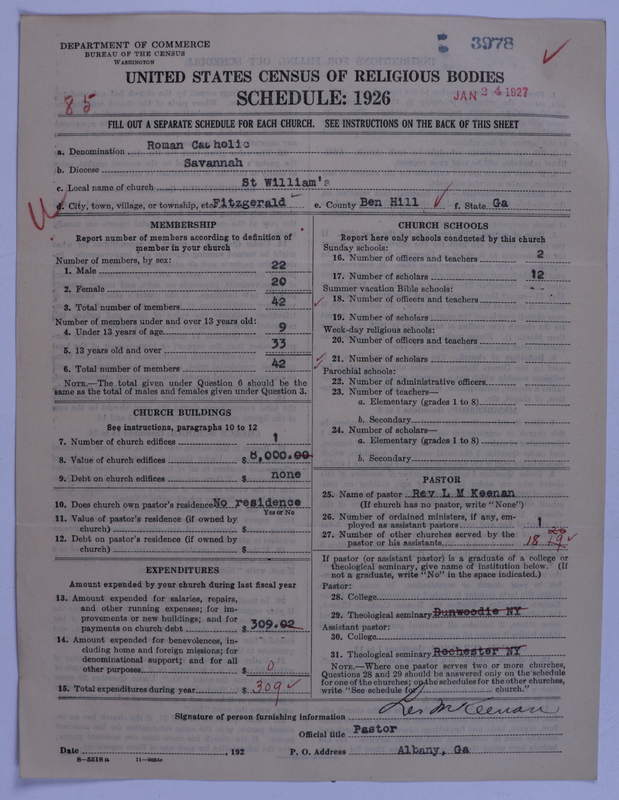 DEPARTMENT OF COMMERCE
BUREAU OF THE CENSUS
WASHINGTON
3978
UNITED STATES CENSUS OF RELIGIOUS BODIES
SCHEDULE: 1926
85
JAN 24 1927
FILL OUT A SEPARATE SCHEDULE FOR EACH CHURCH. SEE INSTRUCTIONS ON THE BACK OF THIS SHEET
a. Denomination Roman Catholic
b. Diocese Savannah
c. Local name of church St William's
d. City, town, village, or township, etc. Fitzgerald e. County Ben Hill f. State Ga
MEMBERSHIP
Report number of members according to definition of
member in your church
Number of members, by sex:
1. Male 22
2. Female 20
3. Total number of members 42
Number of members under and over 13 years old:
4. Under 13 years of age 9
5. 13 years old and over 33
6. Total number of members 42
NOTE.—The total given under Question 6 should be the
same as the total of males and females given under Question 3.
CHURCH BUILDINGS
See instructions, paragraphs 10 to 12
7. Number of church edifices 1
8. Value of church edifices $ 8,000.00
9. Debt on church edifices $ none
10. Does church own pastor's residence No residence
Yes or No
11. Value of pastor's residence (if owned by
church) $
12. Debt on pastor's residence (if owned by
church) $
EXPENDITURES
Amount expended by your church during last fiscal year
13. Amount expended for salaries, repairs,
and other running expenses; for im-
provements or new buildings; and for
payments on church debt $ 309.02
14. Amount expended for benevolences, in-
cluding home and foreign missions; for
denominational support; and for all
other purposes $ 0
15. Total expenditures during year $ 309
CHURCH SCHOOLS
Report here only schools conducted by this church
Sunday schools:
16. Number of officers and teachers 2
17. Number of scholars 12
Summer vacation Bible schools:
18. Number of officers and teachers
19. Number of scholars
Week-day religious schools:
20. Number of officers and teachers
21. Number of scholars
Parochial schools:
22. Number of administrative officers
23. Number of teachers—
a. Elementary (grades 1 to 8)
b. Secondary
24. Number of scholars—
a. Elementary (grades 1 to 8)
b. Secondary
PASTOR
25. Name of pastor Rev L M Keenan
(If church has no pastor, write "None")
26. Number of ordained ministers, if any, em-
ployed as assistant pastors 1
27. Number of other churches served by the
pastor or his assistants 18
If pastor (or assistant pastor) is a graduate of a college or
theological seminary, give name of institution below. (If
not a graduate, write "No" in the space indicated.)
Pastor:
28. College
29. Theological seminary Dunwoodie NY
Assistant pastor:
30. College
31. Theological seminary Rochester NY
NOTE.—Where one pastor serves two or more churches,
Questions 28 and 29 should be answered only on the schedule
for one of the churches; on the schedules for the other churches,
write "See schedule for church."
Signature of person furnishing information Leo M Keenan
Official title Pastor
Date , 192 P. O. Address Albany, Ga
8—5518 a 11—9054a